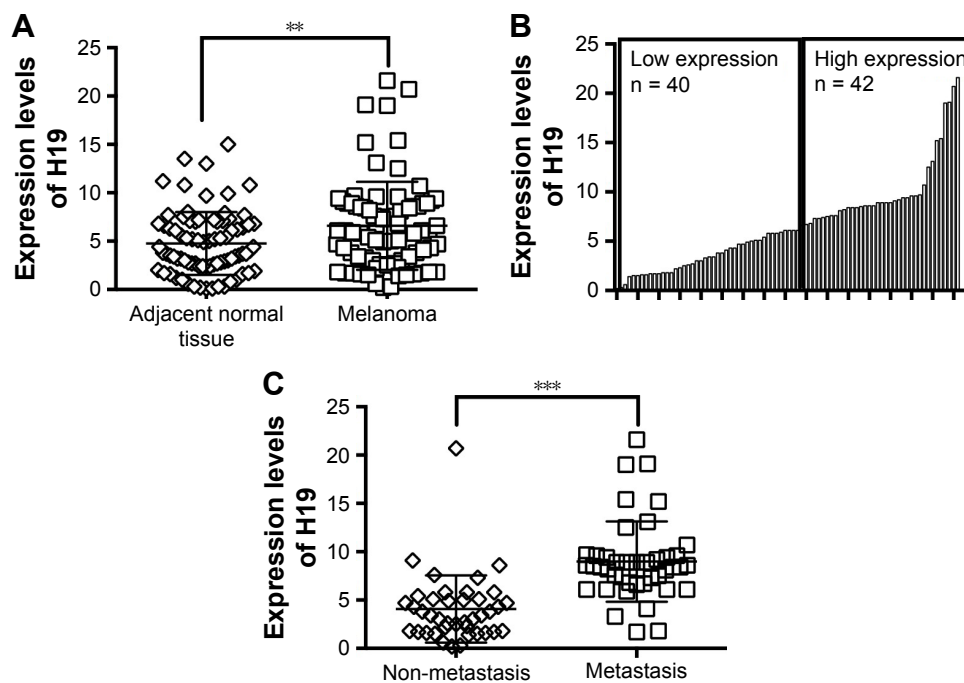 A
Expression levels
of H19
25
20
15
10
5
0
**
Adjacent normal
tissue
Melanoma
B
Expression levels
of H19
25
20
15
10
5
0
Low expression
n = 40
High expression
n = 42
C
Expression levels
of H19
25
20
15
10
5
0
***
Non-metastasis
Metastasis